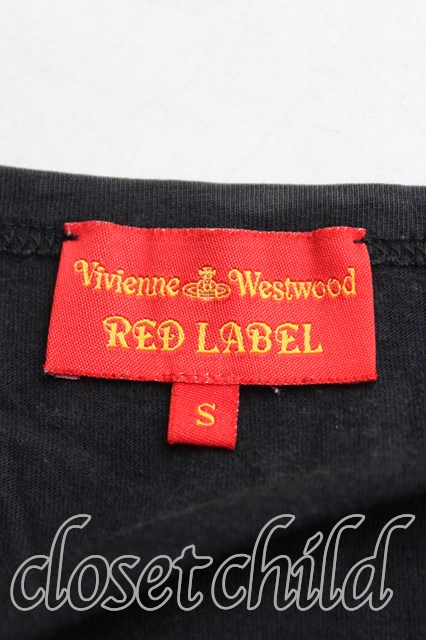 Vivienne Westwood
RED LABEL
S
closetchild